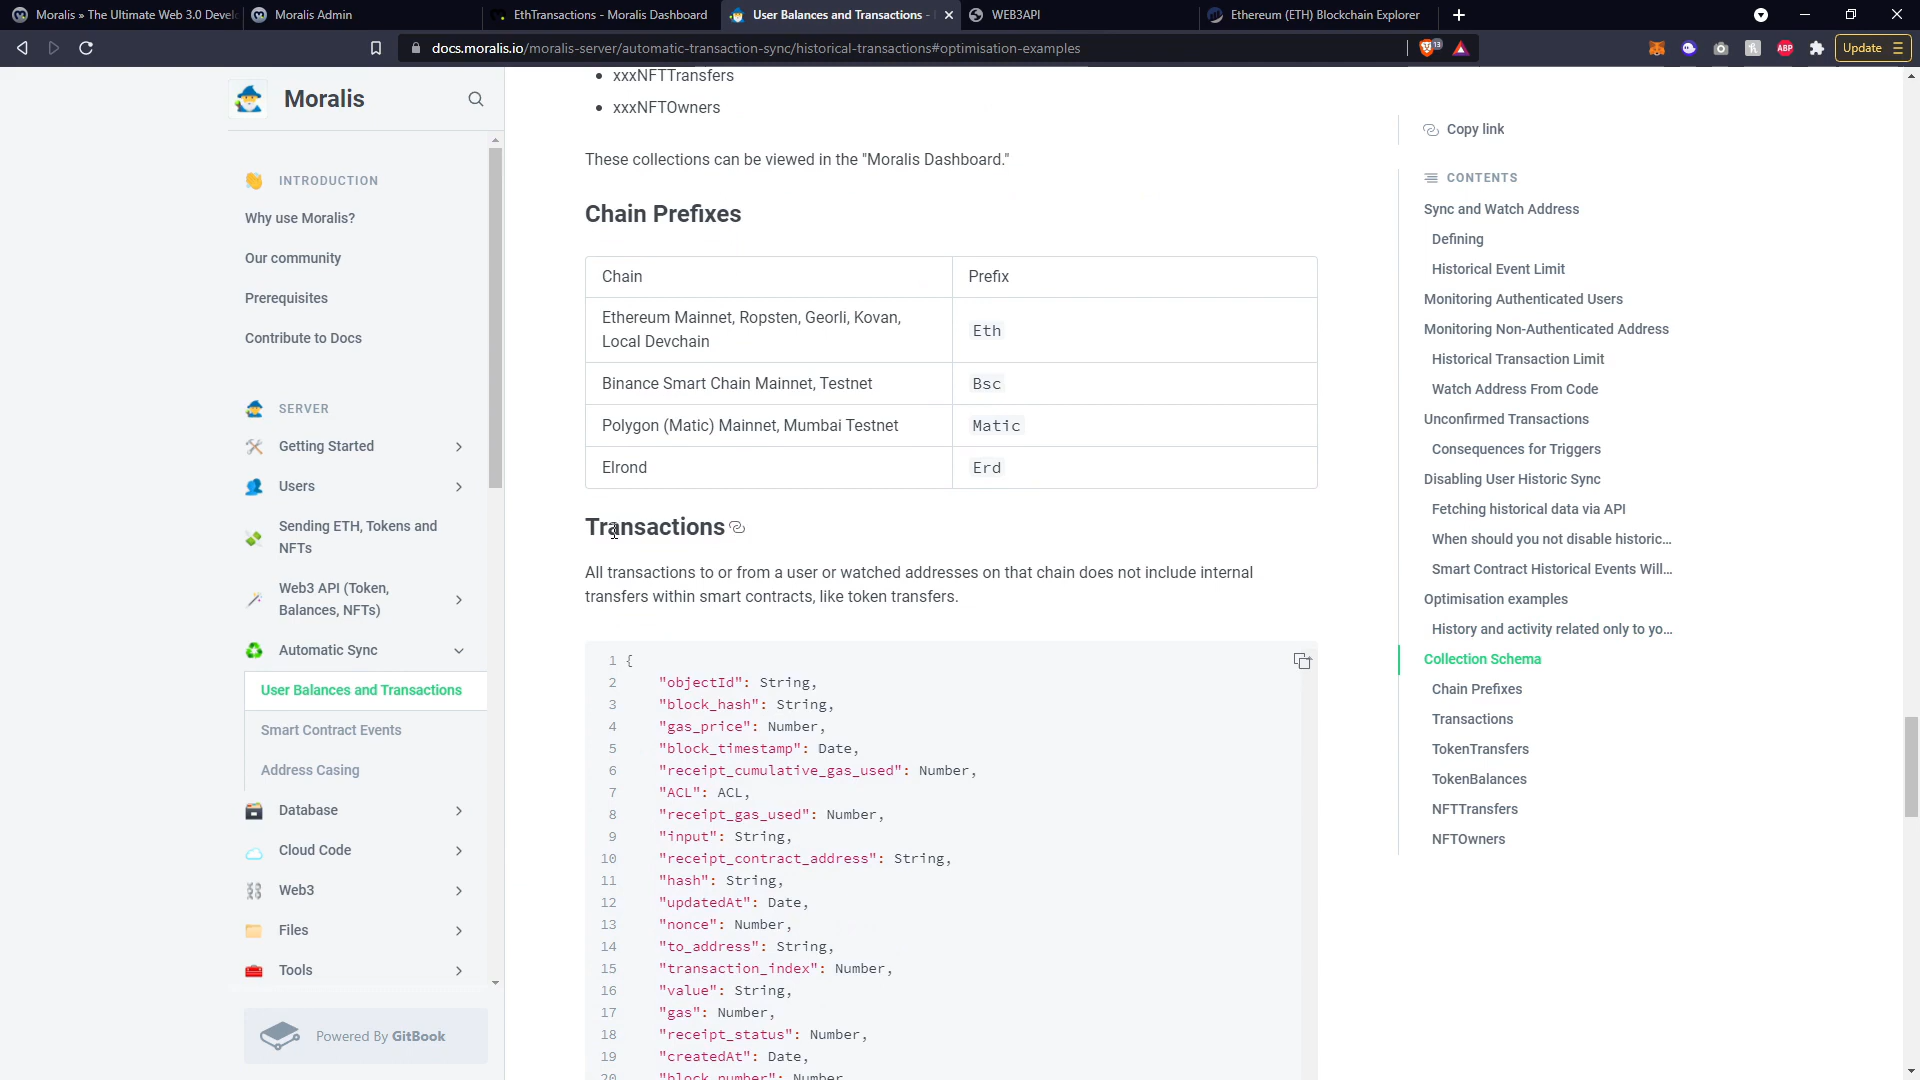 Moralis » The Ultimate Web 3.0 Devel
Moralis Admin
EthTransactions - Moralis Dashboard
User Balances and Transactions -
WEB3API
Ethereum (ETH) Blockchain Explorer
docs.moralis.io/moralis-server/automatic-transaction-sync/historical-transactions#optimisation-examples
13
ABP
Update
Moralis
INTRODUCTION
Why use Moralis?
Our community
Prerequisites
Contribute to Docs
SERVER
Getting Started
Users
Sending ETH, Tokens and
NFTs
Web3 API (Token,
Balances, NFTs)
Automatic Sync
User Balances and Transactions
Smart Contract Events
Address Casing
Database
Cloud Code
Web3
Files
Tools
Powered By GitBook
• xxxNFTTransfers
• xxxNFTOwners
These collections can be viewed in the "Moralis Dashboard."
Chain Prefixes
Chain Prefix
Ethereum Mainnet, Ropsten, Georli, Kovan,
Local Devchain
Eth
Binance Smart Chain Mainnet, Testnet Bsc
Polygon (Matic) Mainnet, Mumbai Testnet Matic
Elrond Erd
Transactions
All transactions to or from a user or watched addresses on that chain does not include internal
transfers within smart contracts, like token transfers.
1 {
2 "objectId": String,
3 "block_hash": String,
4 "gas_price": Number,
5 "block_timestamp": Date,
6 "receipt_cumulative_gas_used": Number,
7 "ACL": ACL,
8 "receipt_gas_used": Number,
9 "input": String,
10 "receipt_contract_address": String,
11 "hash": String,
12 "updatedAt": Date,
13 "nonce": Number,
14 "to_address": String,
15 "transaction_index": Number,
16 "value": String,
17 "gas": Number,
18 "receipt_status": Number,
19 "createdAt": Date,
20 "block_number": Number
Copy link
CONTENTS
Sync and Watch Address
Defining
Historical Event Limit
Monitoring Authenticated Users
Monitoring Non-Authenticated Address
Historical Transaction Limit
Watch Address From Code
Unconfirmed Transactions
Consequences for Triggers
Disabling User Historic Sync
Fetching historical data via API
When should you not disable historic...
Smart Contract Historical Events Will...
Optimisation examples
History and activity related only to yo...
Collection Schema
Chain Prefixes
Transactions
TokenTransfers
TokenBalances
NFTTransfers
NFTOwners